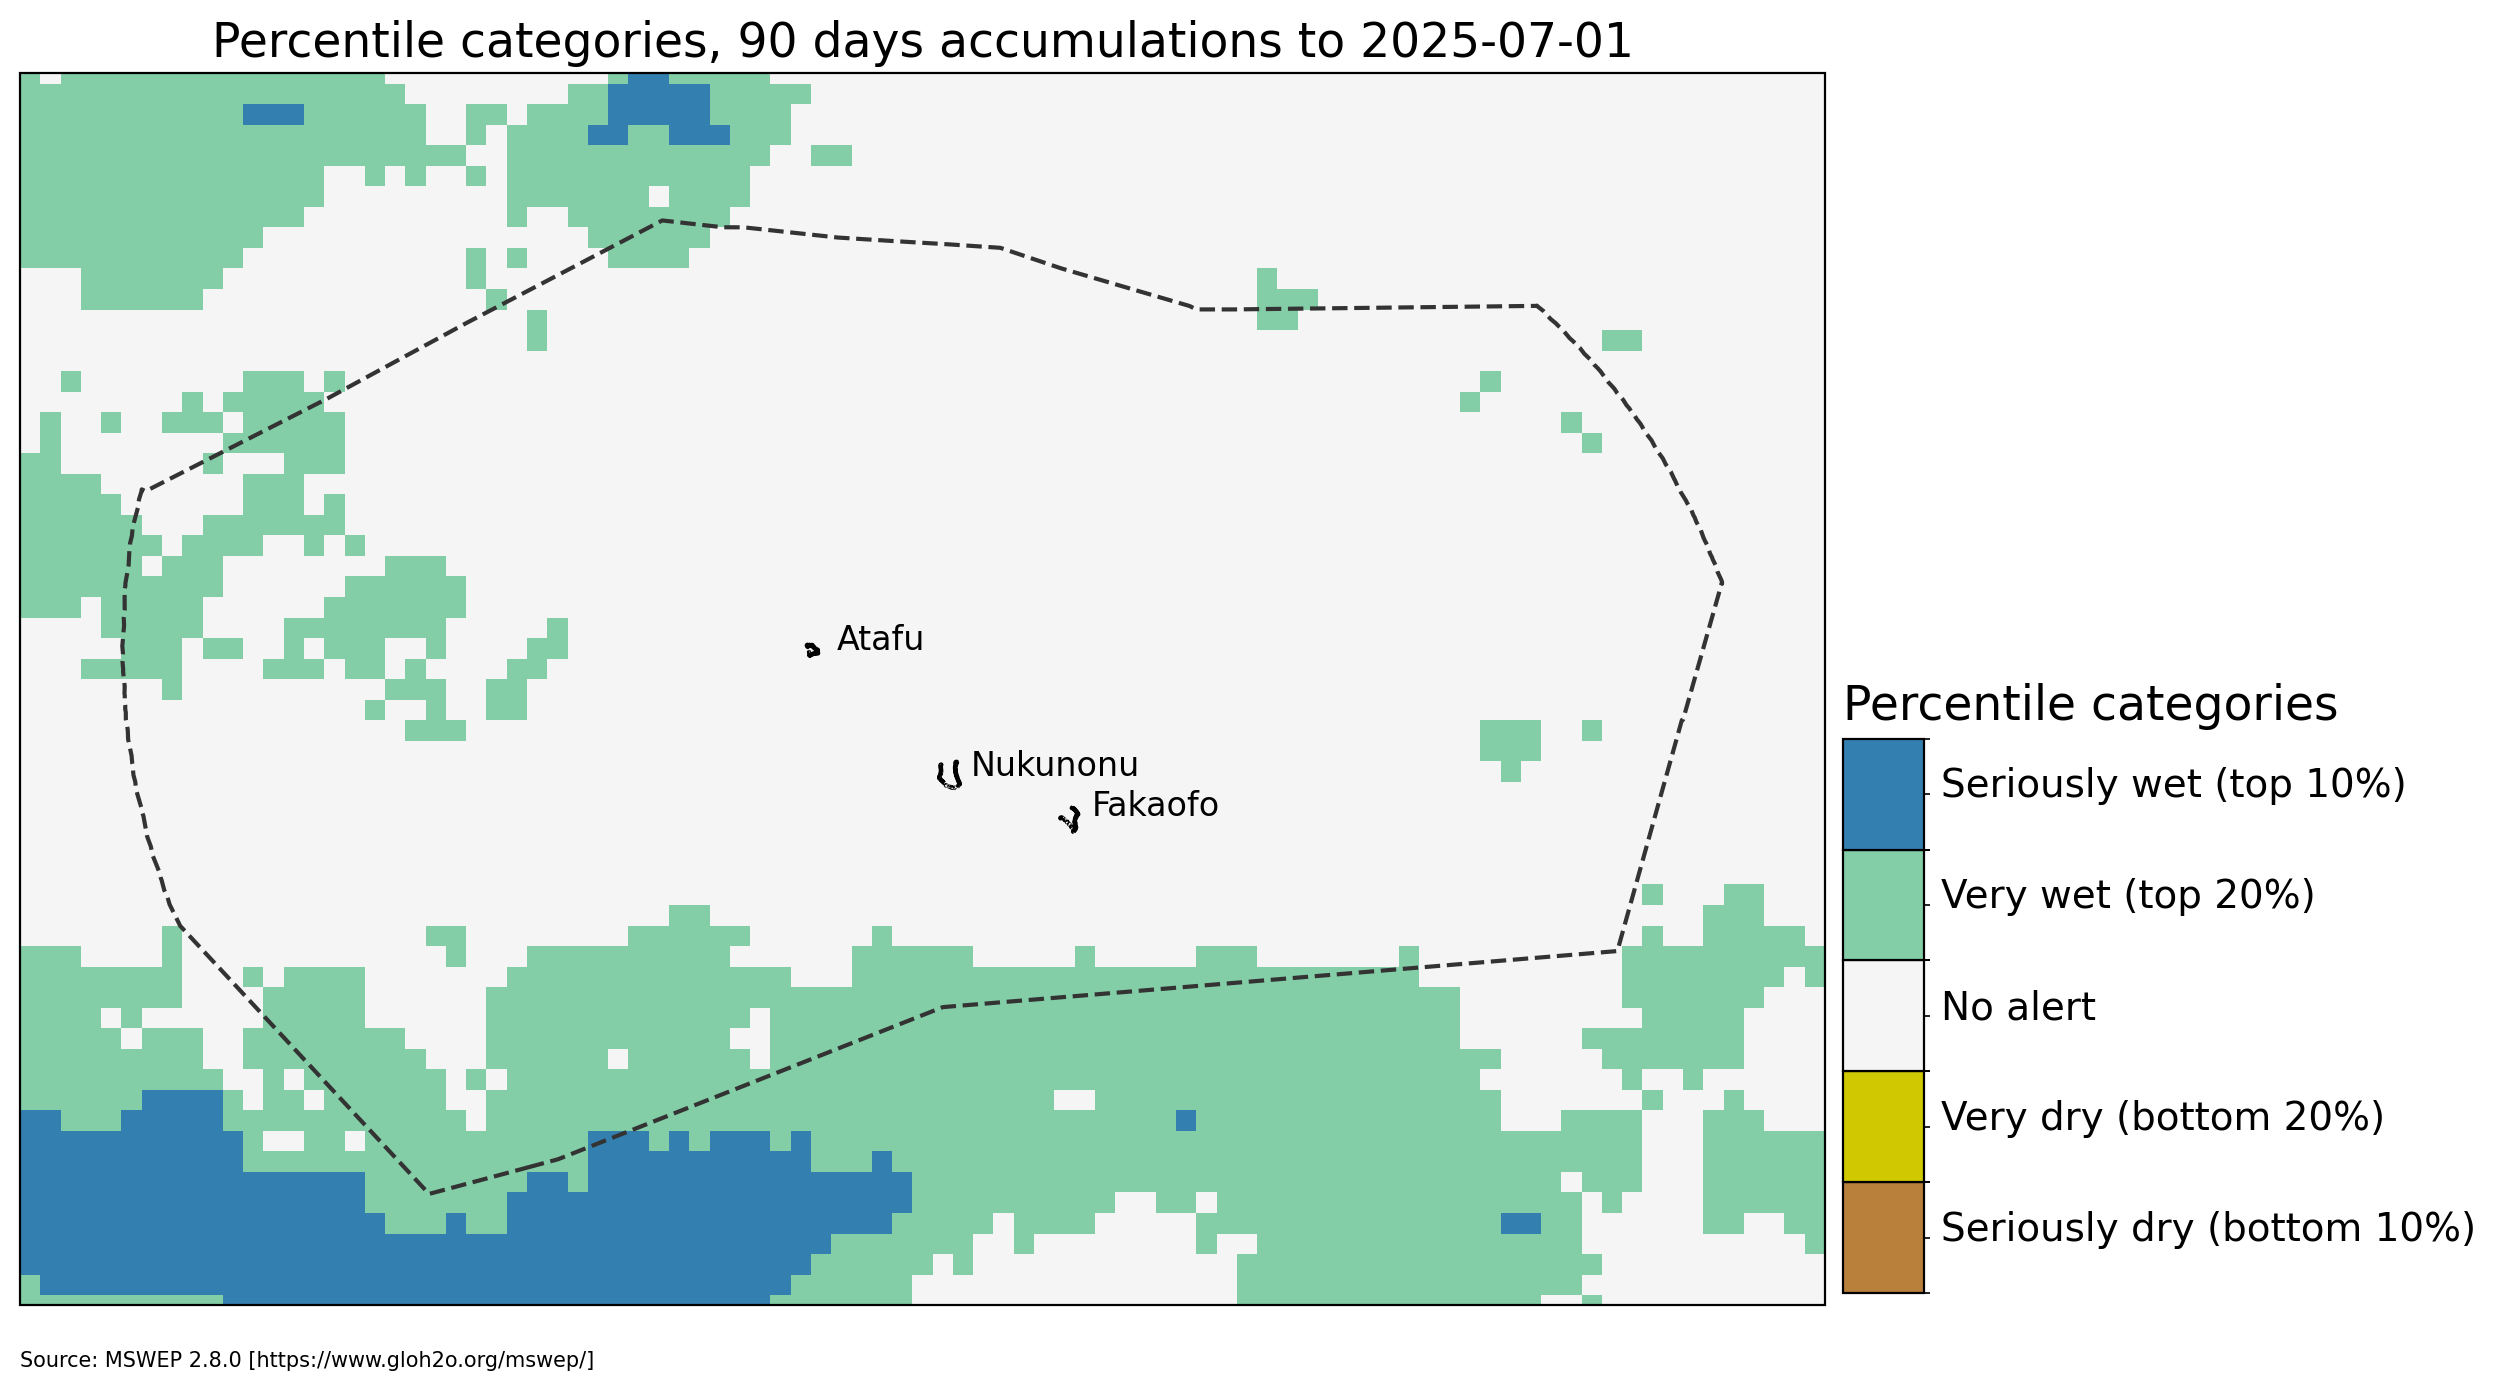 Percentile categories, 90 days accumulations to 2025-07-01
Atafu
Nukunonu
Fakaofo
Percentile categories
Seriously wet (top 10%)
Very wet (top 20%)
No alert
Very dry (bottom 20%)
Seriously dry (bottom 10%)
Source: MSWEP 2.8.0 [https://www.gloh2o.org/mswep/]